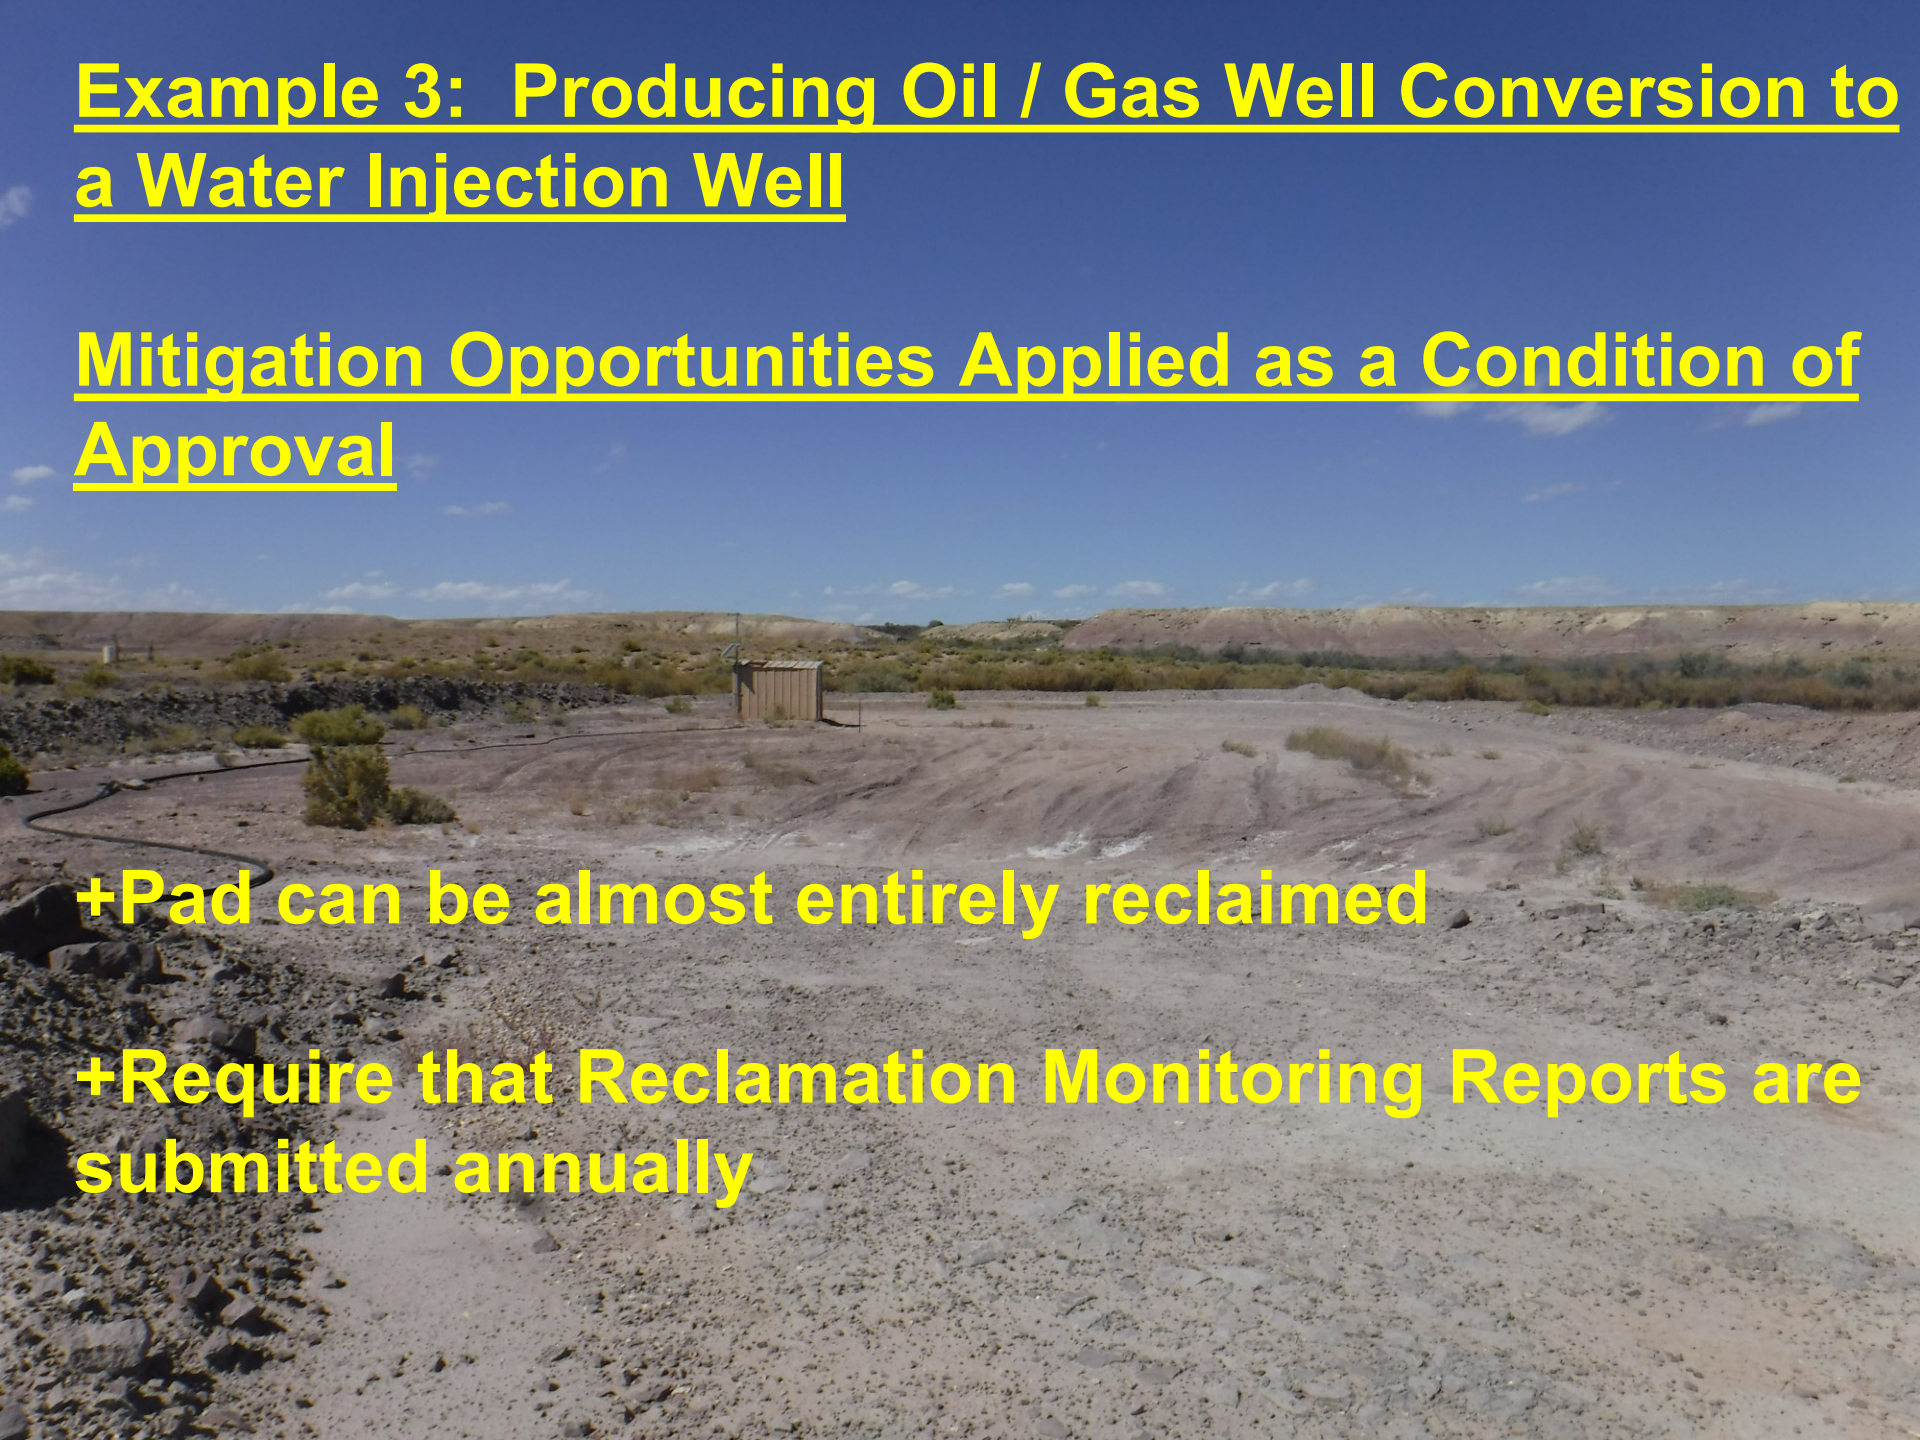 Example 3:  Producing Oil / Gas Well Conversion to
a Water Injection Well
Mitigation Opportunities Applied as a Condition of
Approval
+Pad can be almost entirely reclaimed
+Require that Reclamation Monitoring Reports are
submitted annually